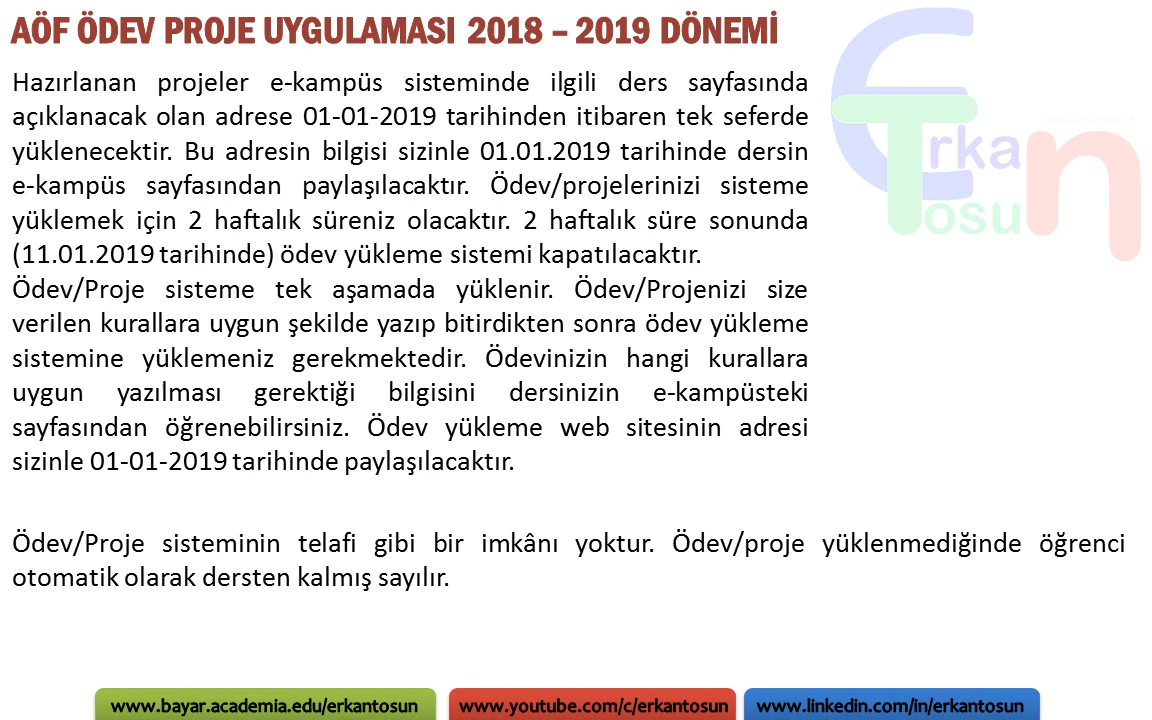 AÖF ÖDEV PROJE UYGULAMASI 2018 – 2019 DÖNEMİ
Hazırlanan projeler e-kampüs sisteminde ilgili ders sayfasında
açıklanacak olan adrese 01-01-2019 tarihinden itibaren tek seferde
yüklenecektir. Bu adresin bilgisi sizinle 01.01.2019 tarihinde dersin
e-kampüs sayfasından paylaşılacaktır. Ödev/projelerinizi sisteme
yüklemek için 2 haftalık süreniz olacaktır. 2 haftalık süre sonunda
(11.01.2019 tarihinde) ödev yükleme sistemi kapatılacaktır.
Ödev/Proje sisteme tek aşamada yüklenir. Ödev/Projenizi size
verilen kurallara uygun şekilde yazıp bitirdikten sonra ödev yükleme
sistemine yüklemeniz gerekmektedir. Ödevinizin hangi kurallara
uygun yazılması gerektiği bilgisini dersinizin e-kampüsteki
sayfasından öğrenebilirsiniz. Ödev yükleme web sitesinin adresi
sizinle 01-01-2019 tarihinde paylaşılacaktır.
Ödev/Proje sisteminin telafi gibi bir imkânı yoktur. Ödev/proje yüklenmediğinde öğrenci
otomatik olarak dersten kalmış sayılır.
Erkan
Tosun
www.bayar.academia.edu/erkantosun
www.youtube.com/c/erkantosun
www.linkedin.com/in/erkantosun